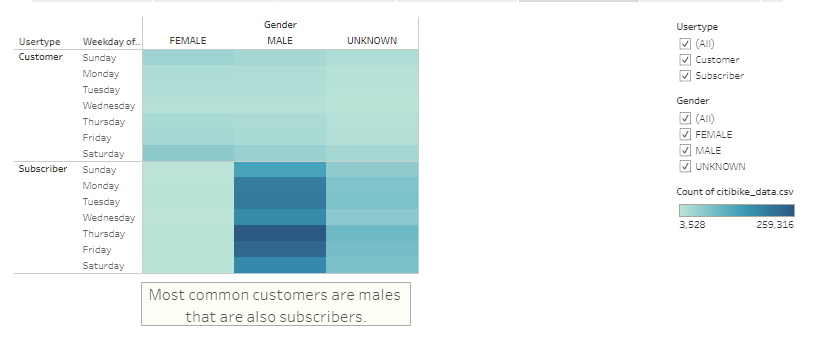 Gender
Usertype Weekday of.. FEMALE MALE UNKNOWN
Customer Sunday
Monday
Tuesday
Wednesday
Thursday
Friday
Saturday
Subscriber Sunday
Monday
Tuesday
Wednesday
Thursday
Friday
Saturday
Most common customers are males
that are also subscribers.
Usertype
(All)
Customer
Subscriber
Gender
(All)
FEMALE
MALE
UNKNOWN
Count of citibike_data.csv
3,528 259,316